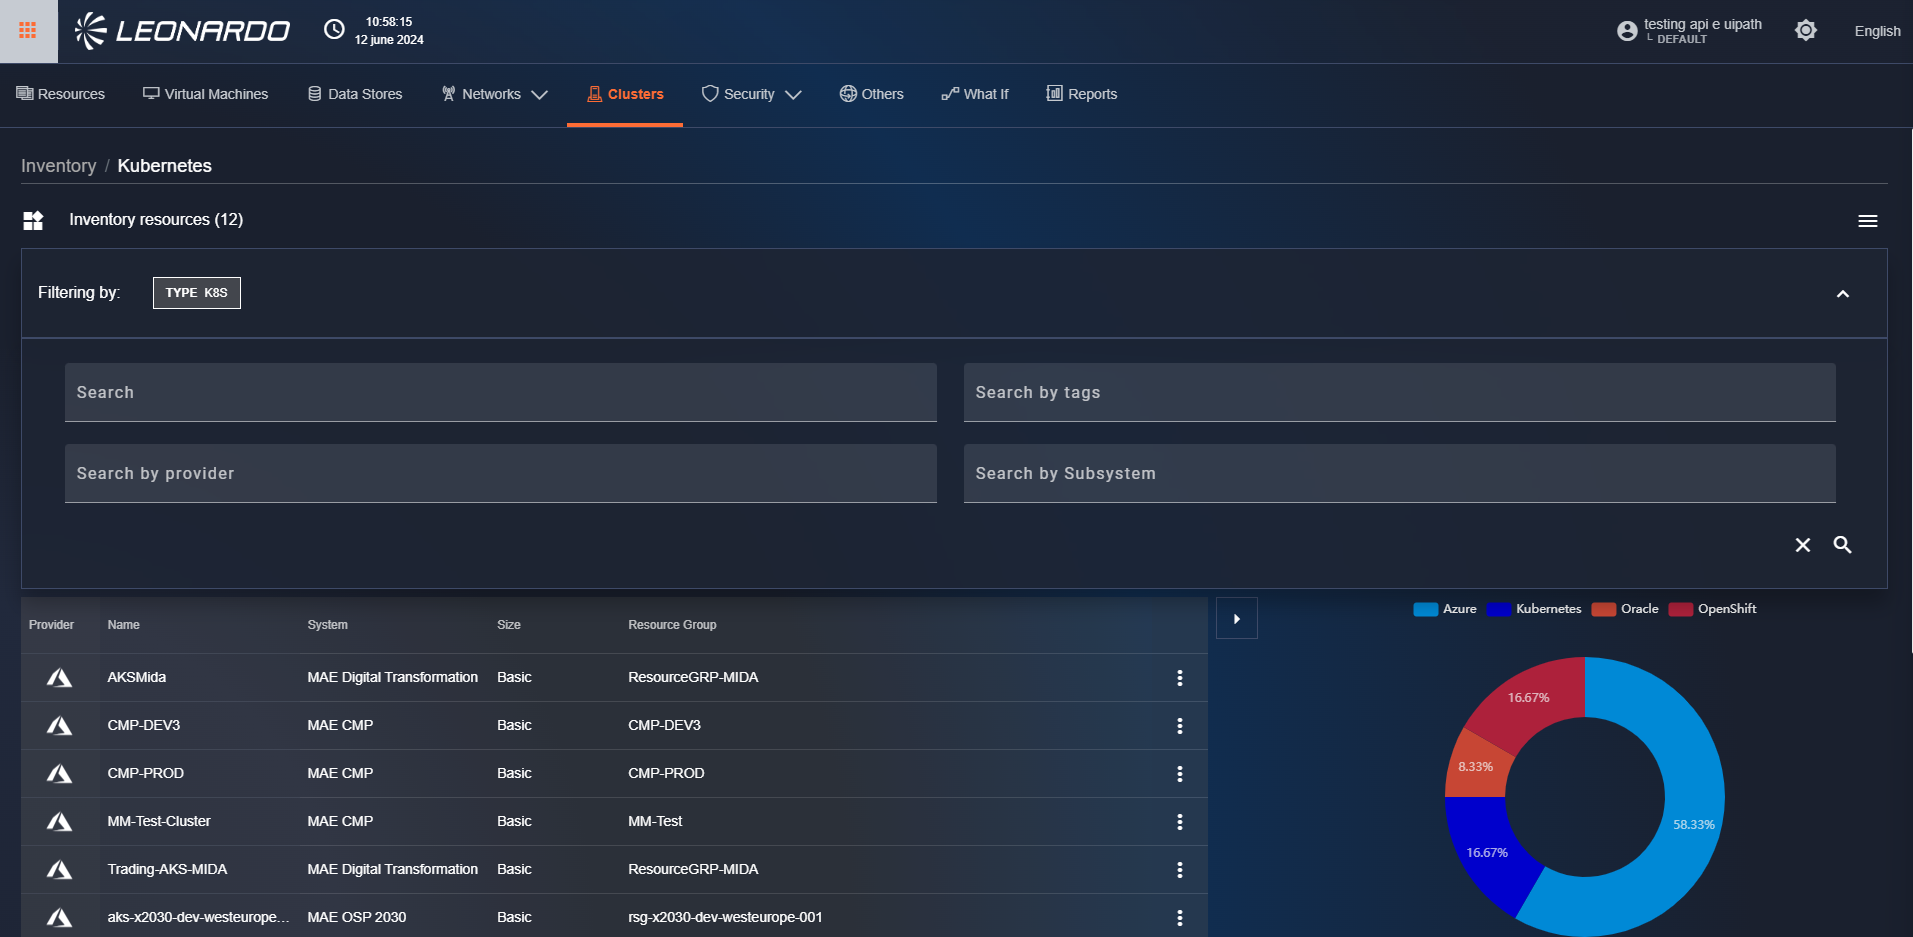 LEONARDO
10:58:15
12 june 2024
testing api e uipath
└ DEFAULT
English
Resources
Virtual Machines
Data Stores
Networks
Clusters
Security
Others
What If
Reports
Inventory / Kubernetes
Inventory resources (12)
Filtering by: TYPE K8S
Search
Search by tags
Search by provider
Search by Subsystem
Provider Name System Size Resource Group
AKSMida MAE Digital Transformation Basic ResourceGRP-MIDA
CMP-DEV3 MAE CMP Basic CMP-DEV3
CMP-PROD MAE CMP Basic CMP-PROD
MM-Test-Cluster MAE CMP Basic MM-Test
Trading-AKS-MIDA MAE Digital Transformation Basic ResourceGRP-MIDA
aks-x2030-dev-westeurope... MAE OSP 2030 Basic rsg-x2030-dev-westeurope-001
Azure Kubernetes Oracle OpenShift
16.67%
8.33%
58.33%
16.67%